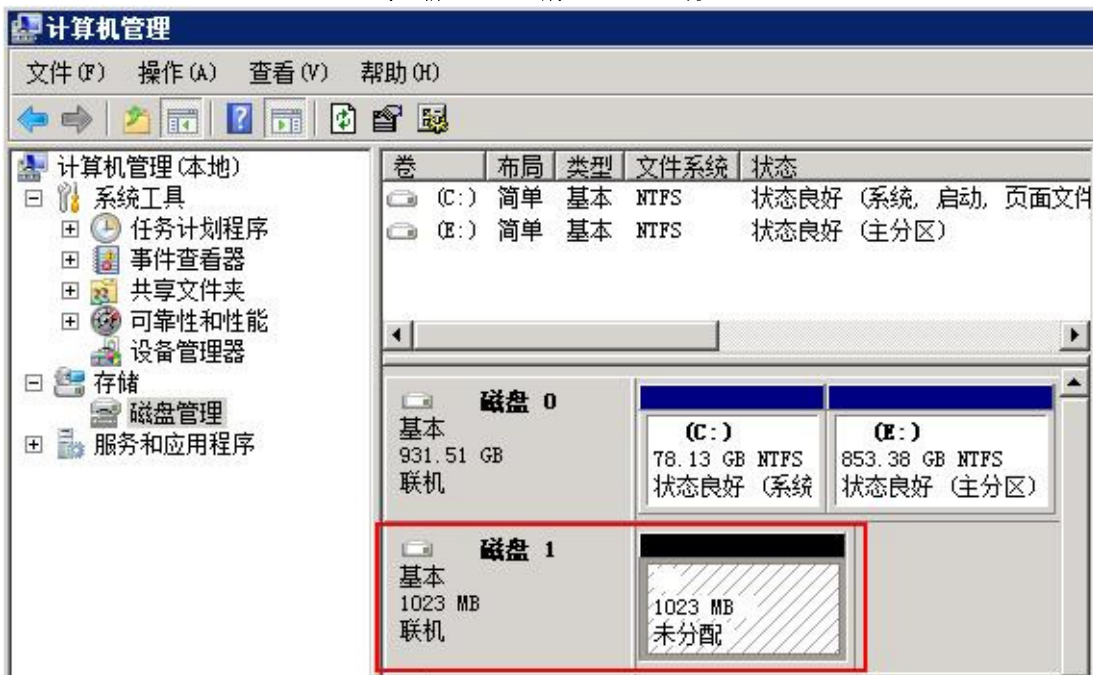 计算机管理
文件(F) 操作(A) 查看(V) 帮助(H)
计算机管理(本地)
系统工具
任务计划程序
事件查看器
共享文件夹
可靠性和性能
设备管理器
存储
磁盘管理
服务和应用程序
卷 布局 类型 文件系统 状态
(C:) 简单 基本 NTFS 状态良好 (系统, 启动, 页面文件
(E:) 简单 基本 NTFS 状态良好 (主分区)
磁盘 0
基本
931.51 GB
联机
(C:)
78.13 GB NTFS
状态良好 (系统
(E:)
853.38 GB NTFS
状态良好 (主分区)
磁盘 1
基本
1023 MB
联机
1023 MB
未分配